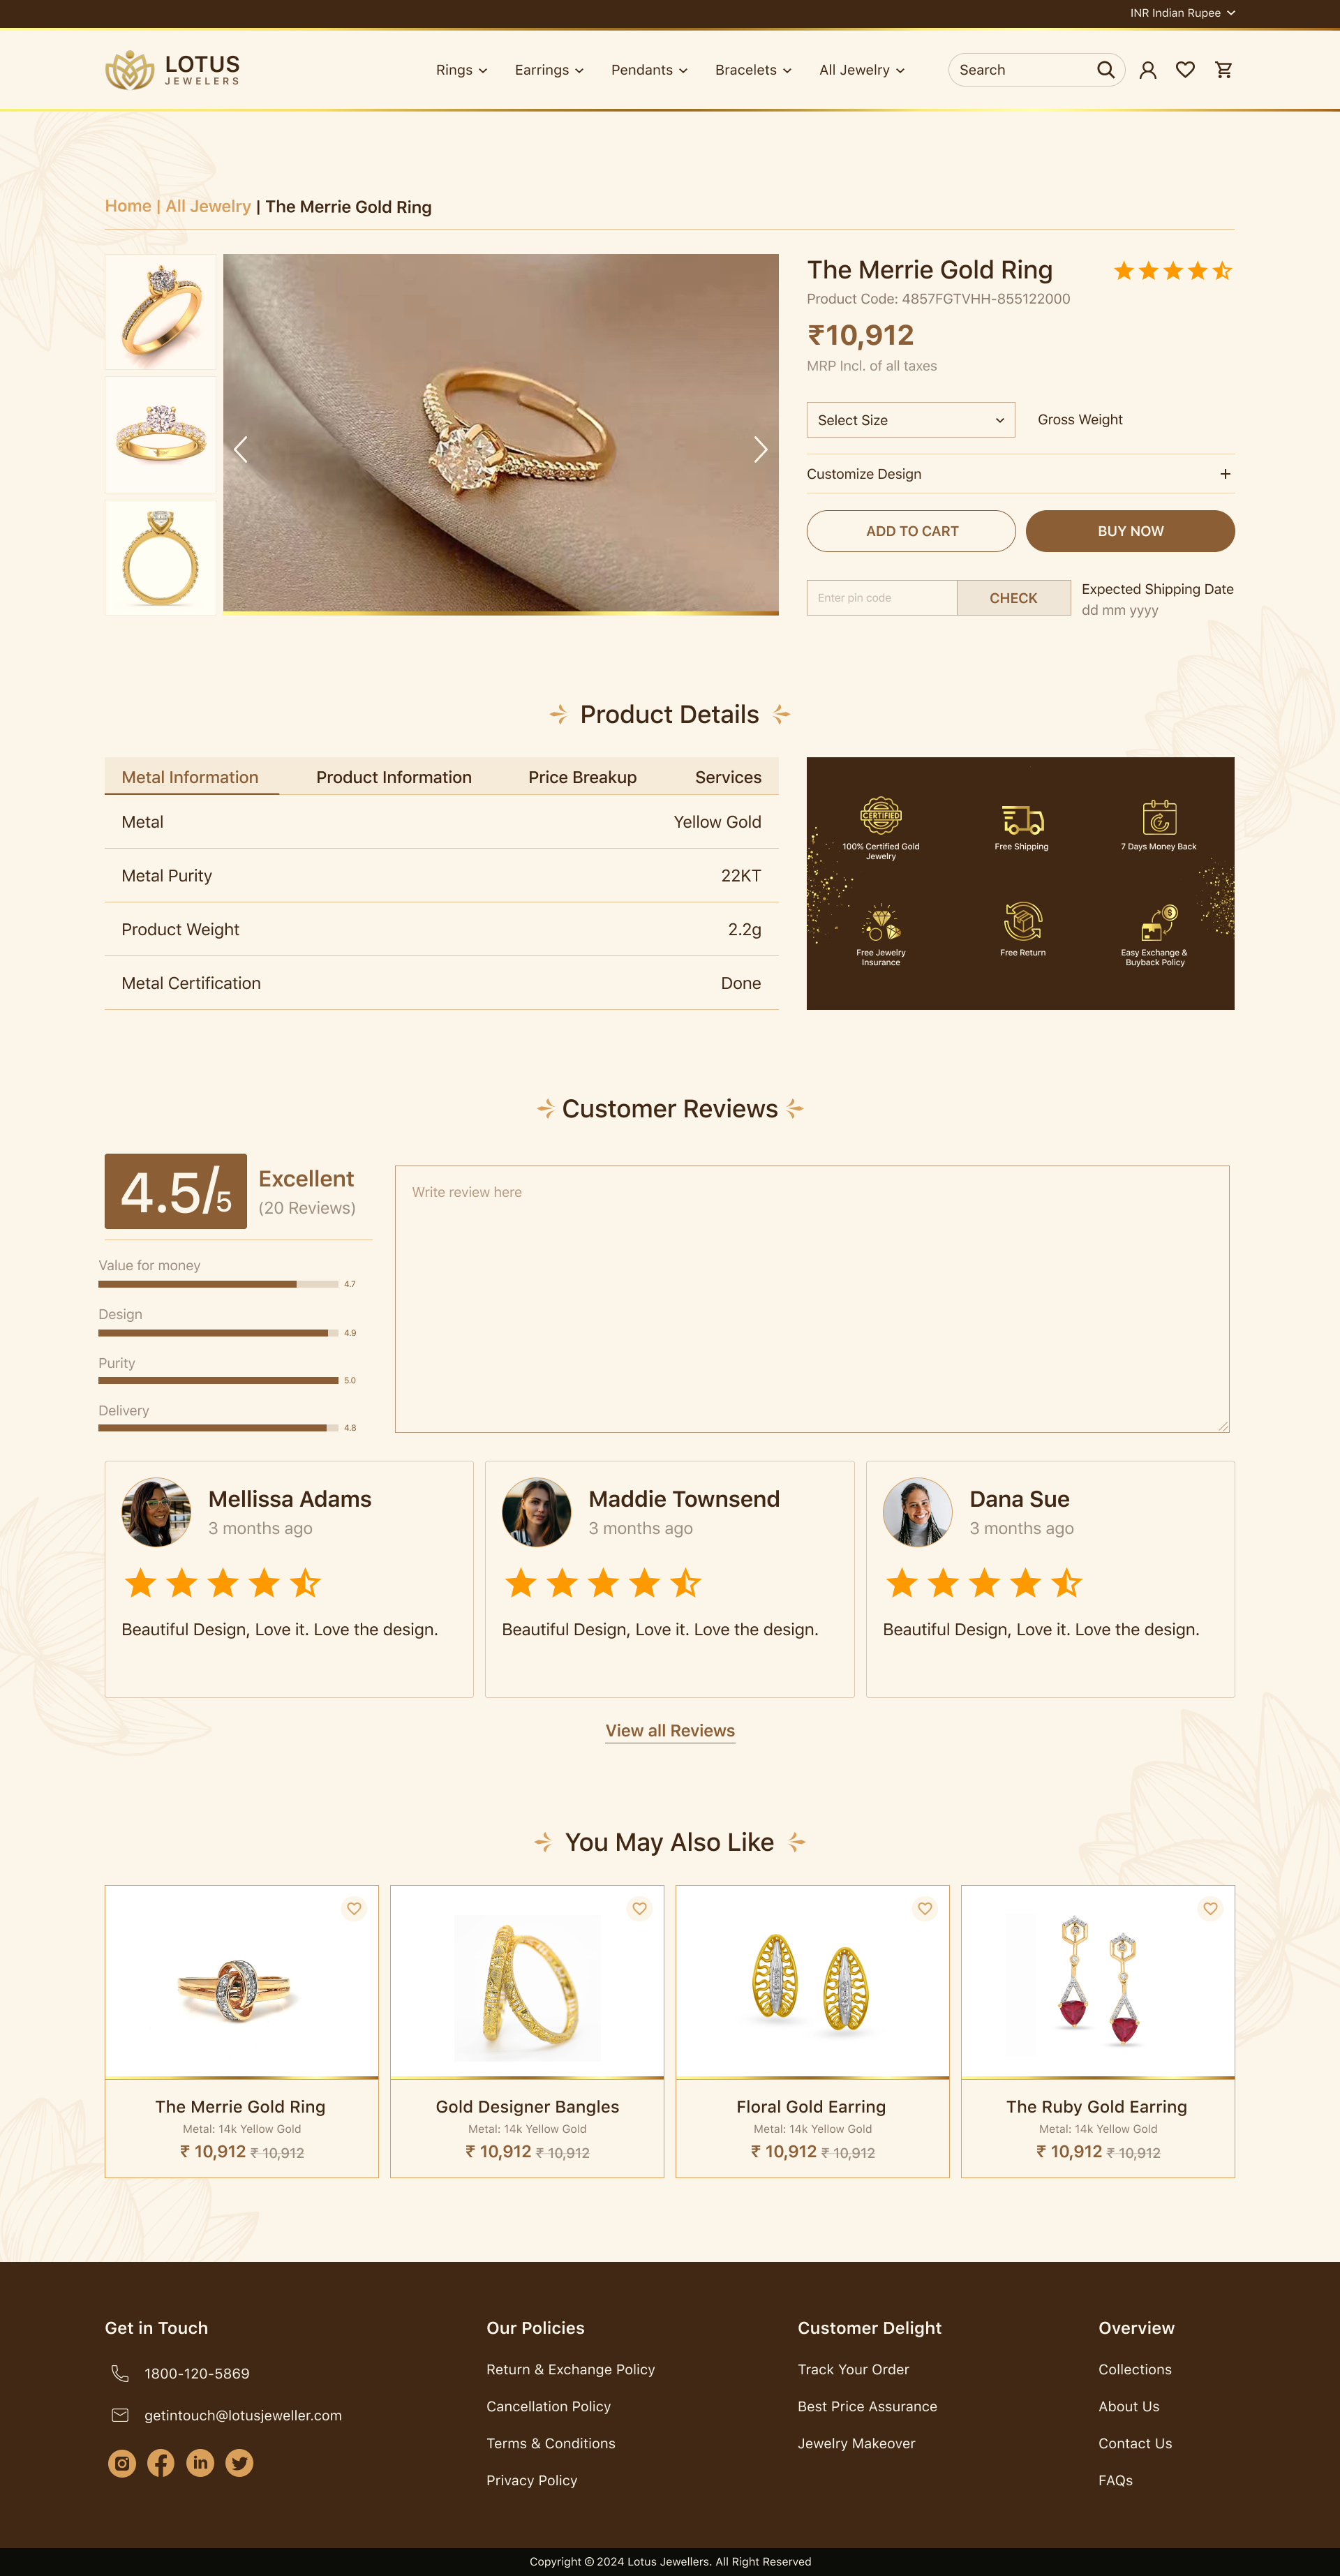 INR Indian Rupee
LOTUS
JEWELERS
Rings
Earrings
Pendants
Bracelets
All Jewelry
Search
Home | All Jewelry | The Merrie Gold Ring
The Merrie Gold Ring
Product Code: 4857FGTVHH-855122000
₹10,912
MRP Incl. of all taxes
Select Size
Gross Weight
Customize Design
ADD TO CART
BUY NOW
Enter pin code
CHECK
Expected Shipping Date
dd mm yyyy
Product Details
Metal Information
Product Information
Price Breakup
Services
Metal
Yellow Gold
Metal Purity
22KT
Product Weight
2.2g
Metal Certification
Done
CERTIFIED
100% Certified Gold
Jewelry
Free Shipping
7
7 Days Money Back
Free Jewelry
Insurance
Free Return
Easy Exchange &
Buyback Policy
Customer Reviews
4.5/5
Excellent
(20 Reviews)
Value for money
4.7
Design
4.9
Purity
5.0
Delivery
4.8
Write review here
Mellissa Adams
3 months ago
Beautiful Design, Love it. Love the design.
Maddie Townsend
3 months ago
Beautiful Design, Love it. Love the design.
Dana Sue
3 months ago
Beautiful Design, Love it. Love the design.
View all Reviews
You May Also Like
The Merrie Gold Ring
Metal: 14k Yellow Gold
₹ 10,912 ₹ 10,912
Gold Designer Bangles
Metal: 14k Yellow Gold
₹ 10,912 ₹ 10,912
Floral Gold Earring
Metal: 14k Yellow Gold
₹ 10,912 ₹ 10,912
The Ruby Gold Earring
Metal: 14k Yellow Gold
₹ 10,912 ₹ 10,912
Get in Touch
1800-120-5869
getintouch@lotusjeweller.com
Our Policies
Return & Exchange Policy
Cancellation Policy
Terms & Conditions
Privacy Policy
Customer Delight
Track Your Order
Best Price Assurance
Jewelry Makeover
Overview
Collections
About Us
Contact Us
FAQs
Copyright © 2024 Lotus Jewellers. All Right Reserved